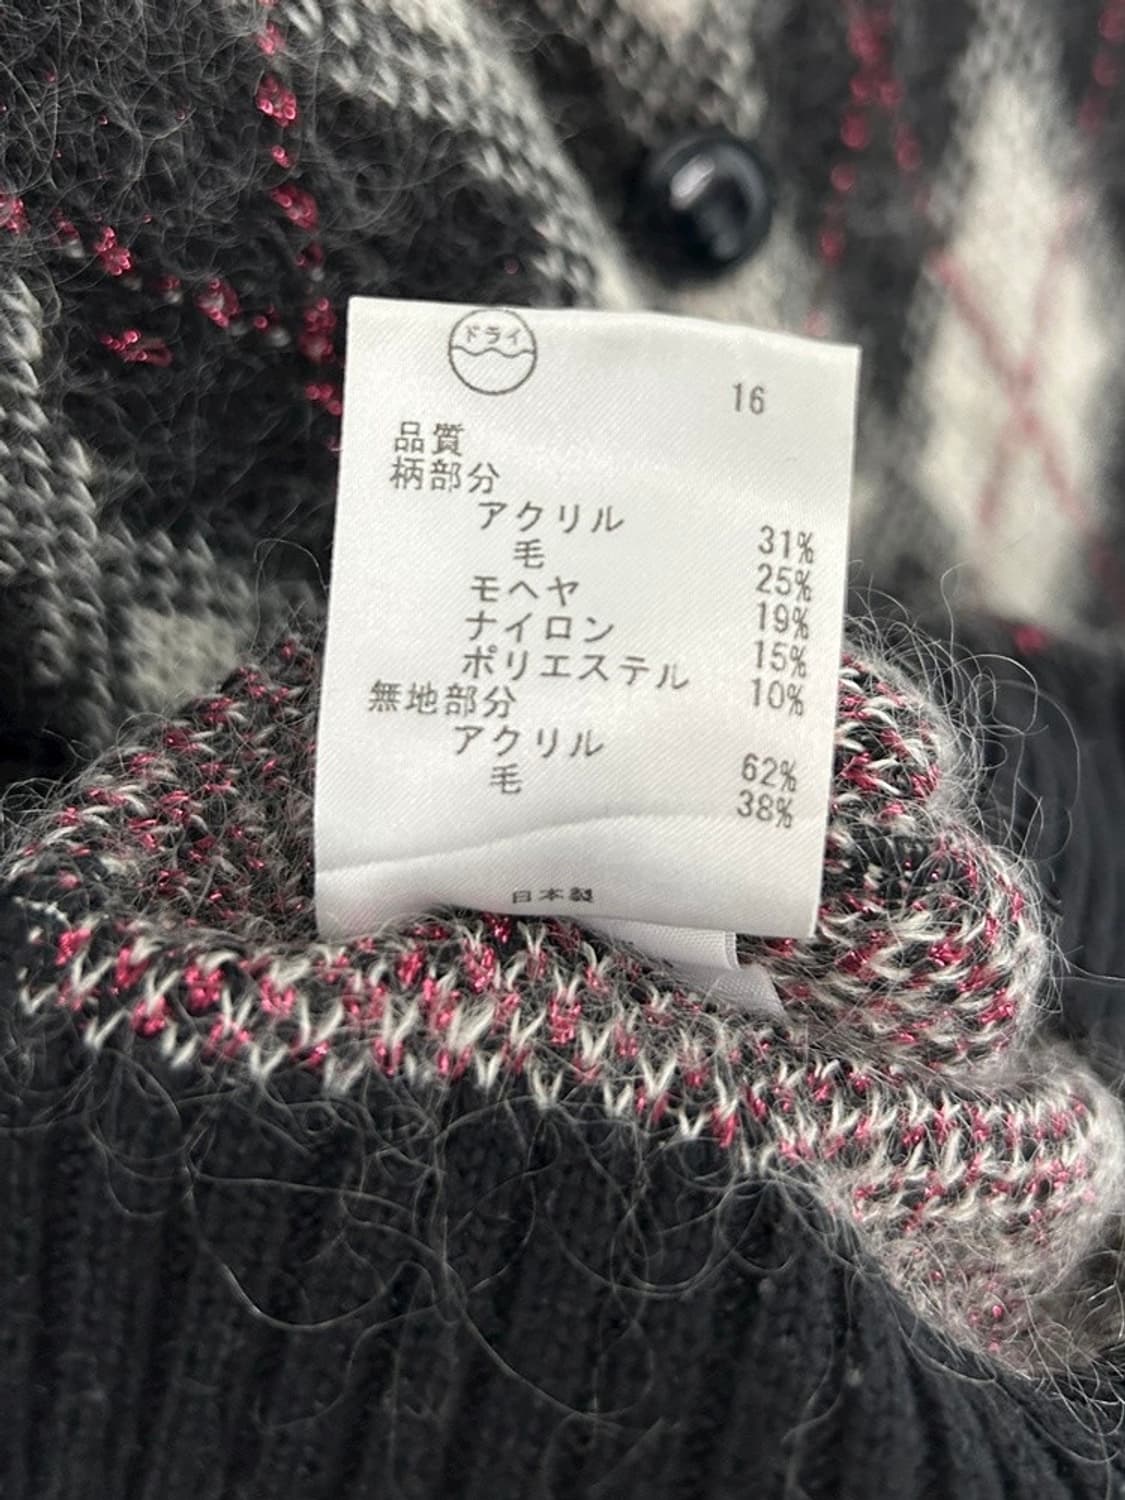 ドライ
16
品質
柄部分
アクリル 31%
毛 25%
モヘヤ 19%
ナイロン 15%
ポリエステル 10%
無地部分
アクリル 62%
毛 38%
日本製